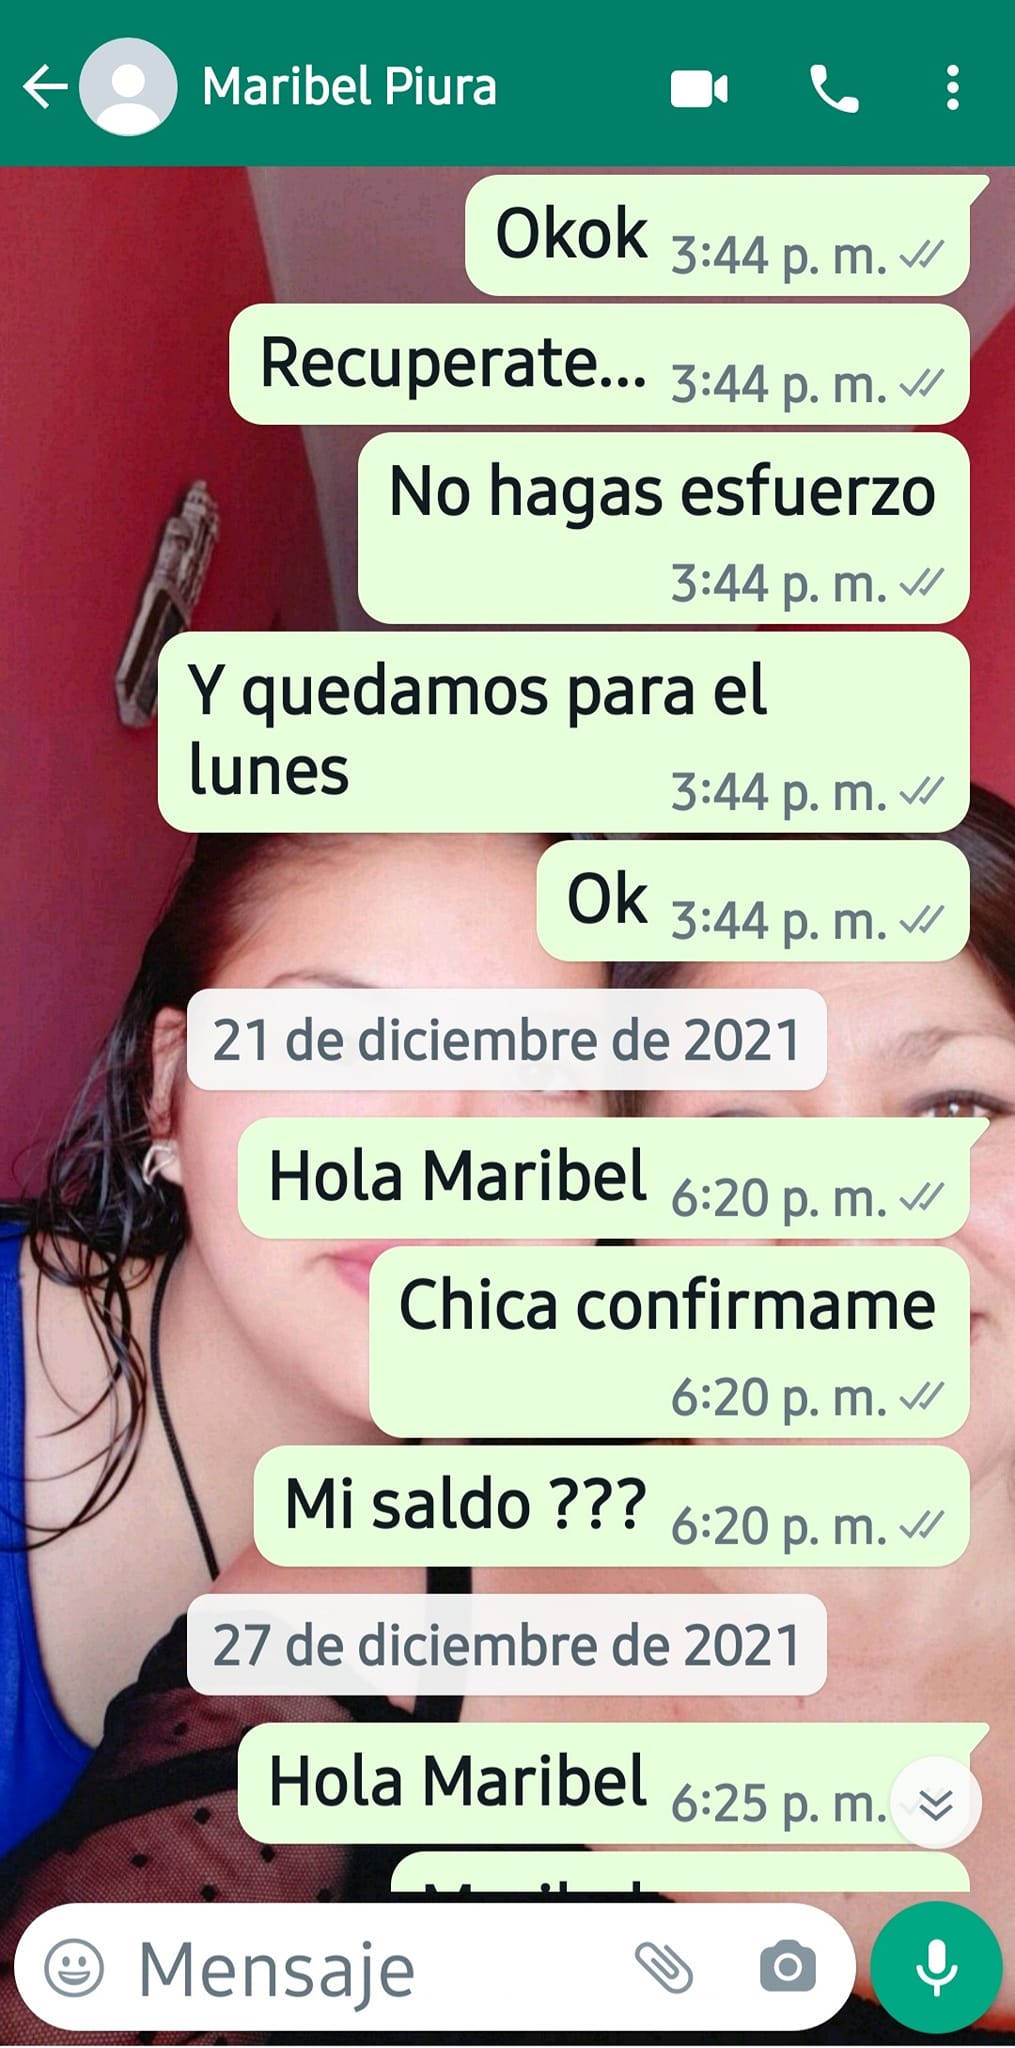 Maribel Piura
Okok 3:44 p. m.
Recuperate... 3:44 p. m.
No hagas esfuerzo
3:44 p. m.
Y quedamos para el
lunes 3:44 p. m.
Ok 3:44 p. m.
21 de diciembre de 2021
Hola Maribel 6:20 p. m.
Chica confirmame
6:20 p. m.
Mi saldo ??? 6:20 p. m.
27 de diciembre de 2021
Hola Maribel 6:25 p. m.
Mensaje